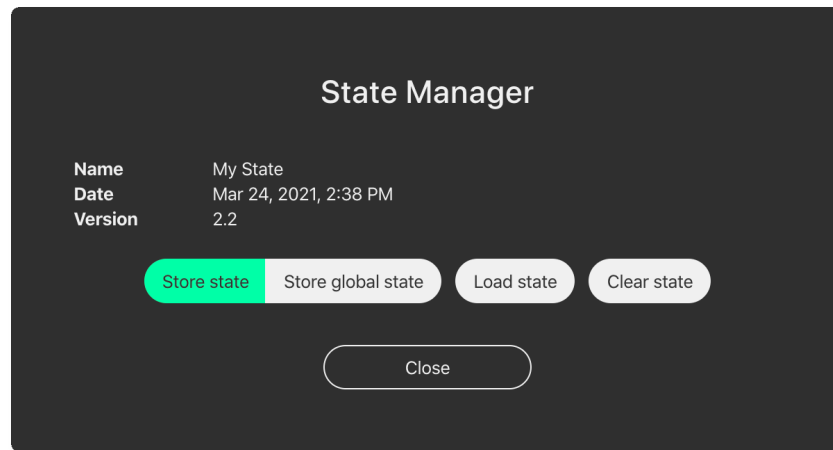 State Manager
Name My State
Date Mar 24, 2021, 2:38 PM
Version 2.2
Store state Store global state Load state Clear state
Close